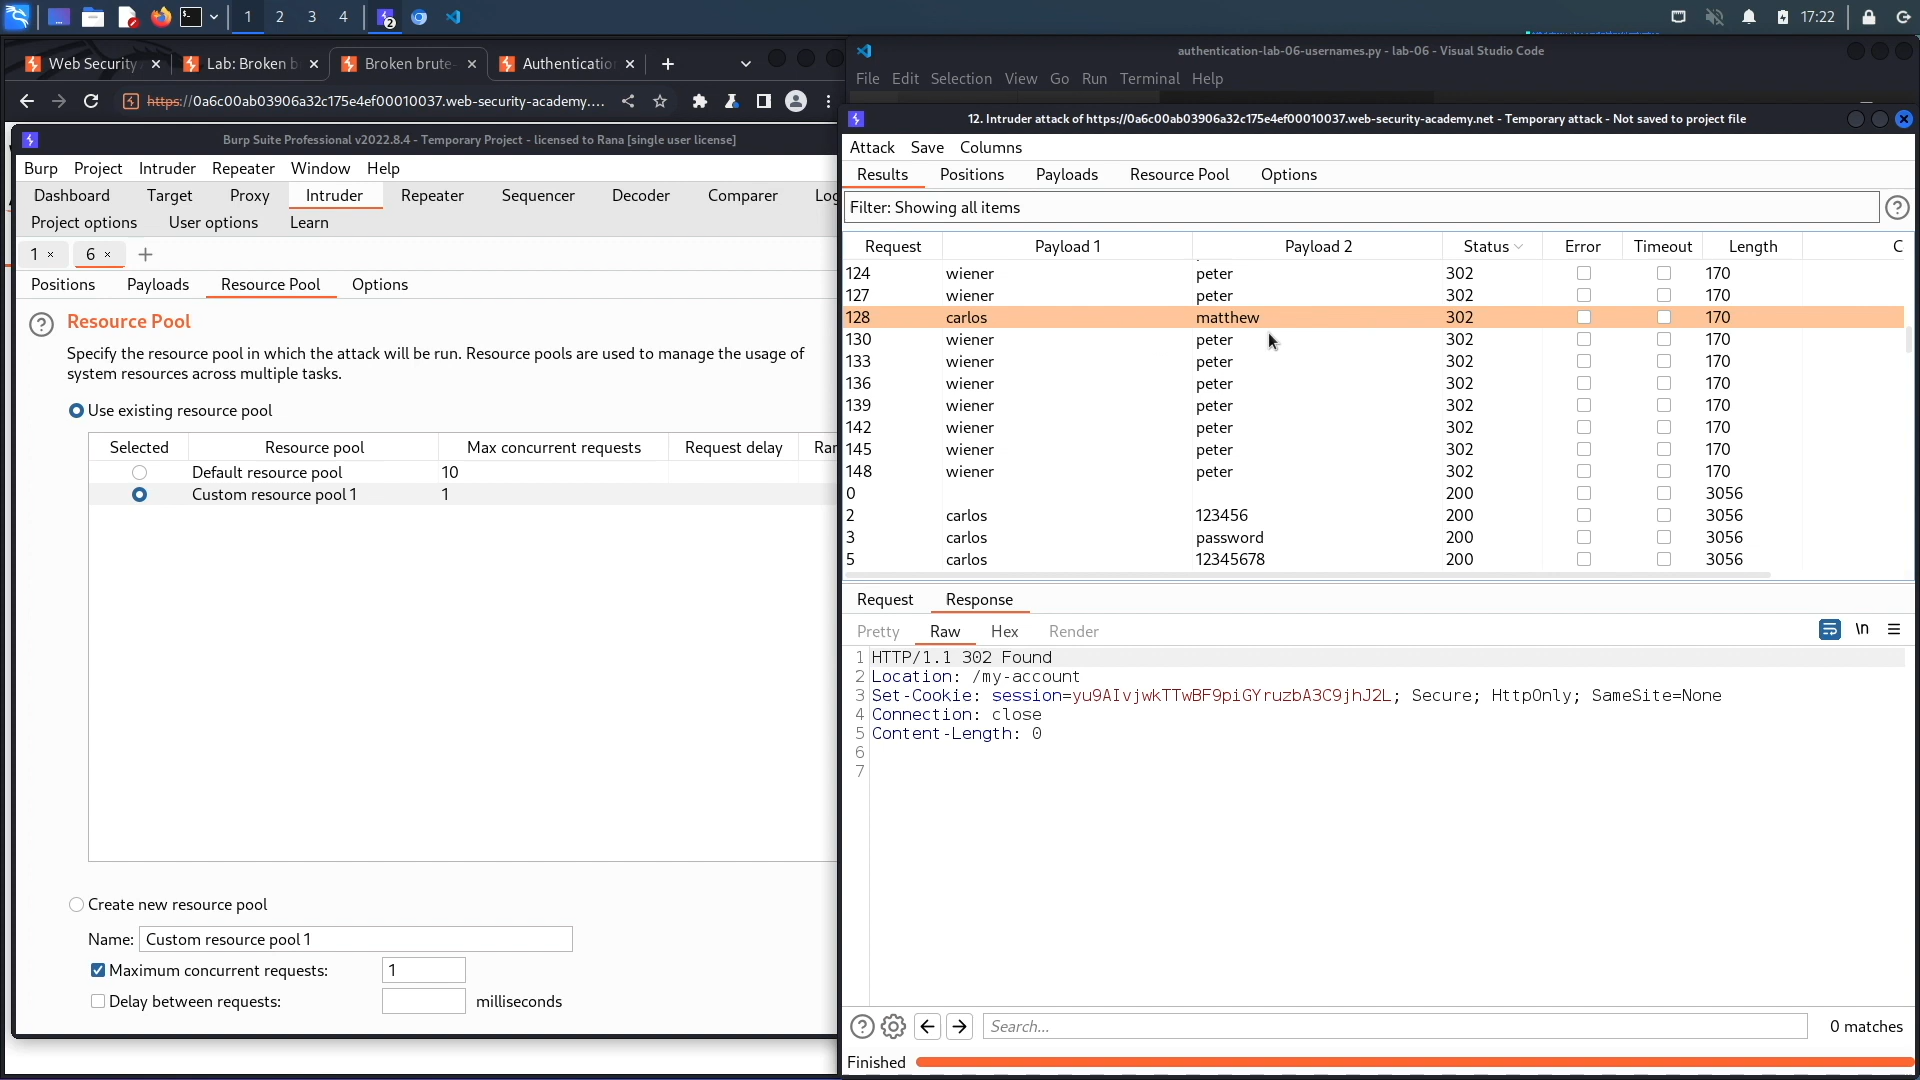 1
2
3
4
2
17:22
Web Security
Lab: Broken b
Broken brute-
Authenticatio
https://0a6c00ab03906a32c175e4ef00010037.web-security-academy....
authentication-lab-06-usernames.py - lab-06 - Visual Studio Code
File Edit Selection View Go Run Terminal Help
Burp Suite Professional v2022.8.4 - Temporary Project - licensed to Rana [single user license]
Burp Project Intruder Repeater Window Help
Dashboard Target Proxy Intruder Repeater Sequencer Decoder Comparer Log
Project options User options Learn
1 × 6 ×
Positions Payloads Resource Pool Options
Resource Pool
Specify the resource pool in which the attack will be run. Resource pools are used to manage the usage of
system resources across multiple tasks.
Use existing resource pool
Selected Resource pool Max concurrent requests Request delay Rar
Default resource pool 10
Custom resource pool 1 1
Create new resource pool
Name: Custom resource pool 1
Maximum concurrent requests: 1
Delay between requests: milliseconds
12. Intruder attack of https://0a6c00ab03906a32c175e4ef00010037.web-security-academy.net - Temporary attack - Not saved to project file
Attack Save Columns
Results Positions Payloads Resource Pool Options
Filter: Showing all items
Request Payload 1 Payload 2 Status Error Timeout Length C
124 wiener peter 302 170
127 wiener peter 302 170
128 carlos matthew 302 170
130 wiener peter 302 170
133 wiener peter 302 170
136 wiener peter 302 170
139 wiener peter 302 170
142 wiener peter 302 170
145 wiener peter 302 170
148 wiener peter 302 170
0 200 3056
2 carlos 123456 200 3056
3 carlos password 200 3056
5 carlos 12345678 200 3056
Request Response
Pretty Raw Hex Render
\n
1 HTTP/1.1 302 Found
2 Location: /my-account
3 Set-Cookie: session=yu9AIvjwkTTwBF9piGYruzbA3C9jhJ2L; Secure; HttpOnly; SameSite=None
4 Connection: close
5 Content-Length: 0
6
7
Search...
0 matches
Finished